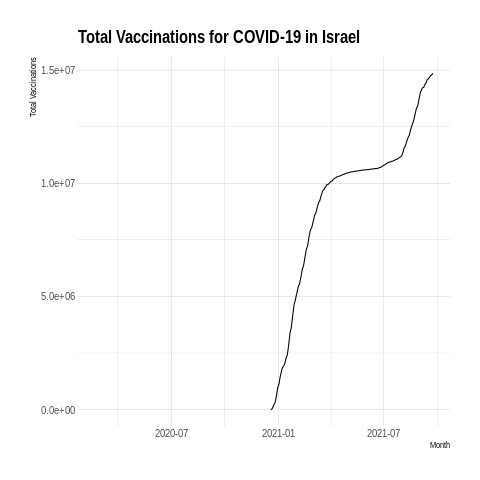 Total Vaccinations for COVID-19 in Israel
Total Vaccinations
1.5e+07
1.0e+07
5.0e+06
0.0e+00
2020-07 2021-01 2021-07
Month